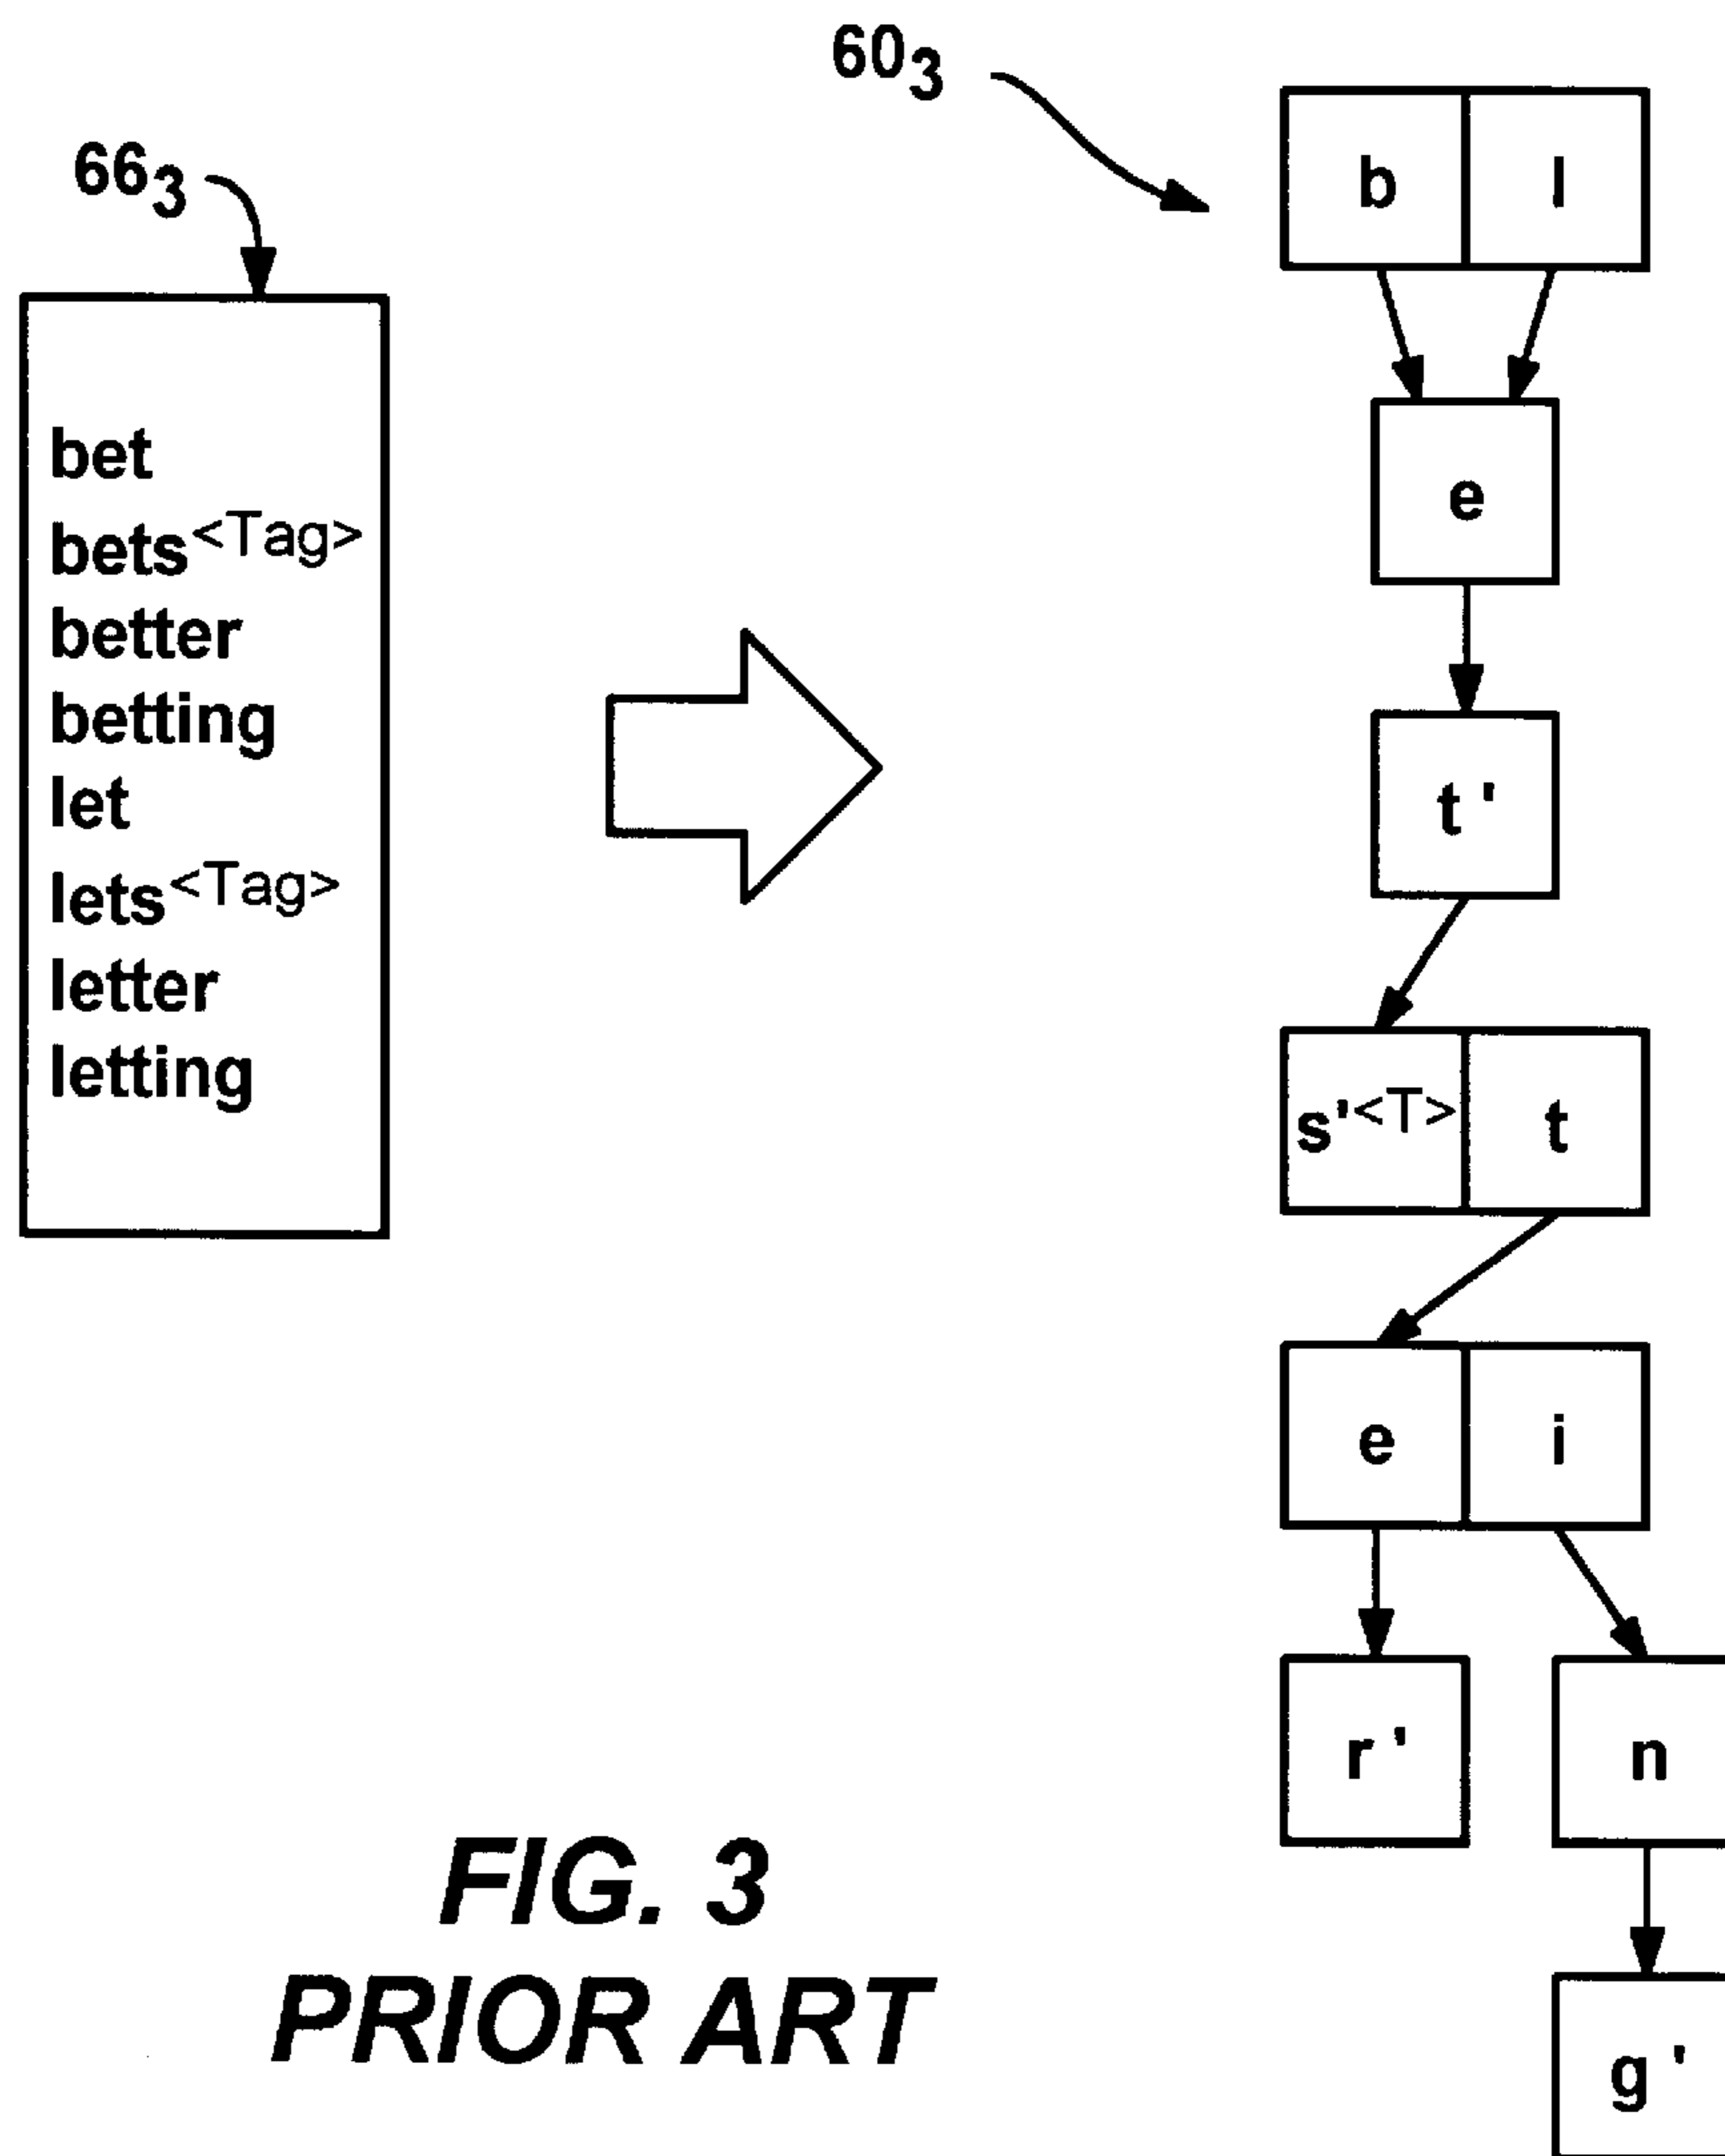 60₃
66₃
bet
bets<Tag>
better
betting
let
lets<Tag>
letter
letting
b l
e
t '
s'<T> t
e i
r ' n
g '
FIG. 3
PRIOR ART